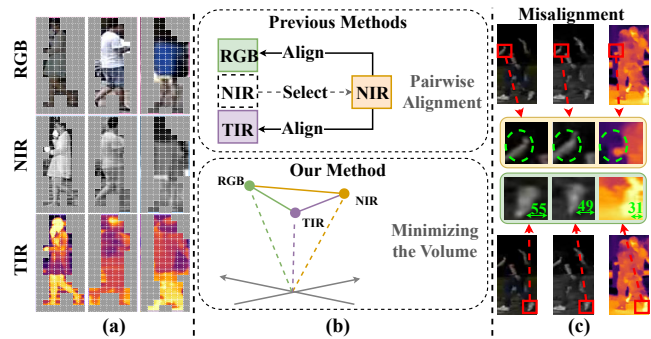 RGB
NIR
TIR
(a)
Previous Methods
RGB
Align
NIR
Select
NIR
Pairwise
Alignment
TIR
Align
Our Method
RGB
NIR
TIR
Minimizing
the Volume
(b)
Misalignment
55
49
31
(c)